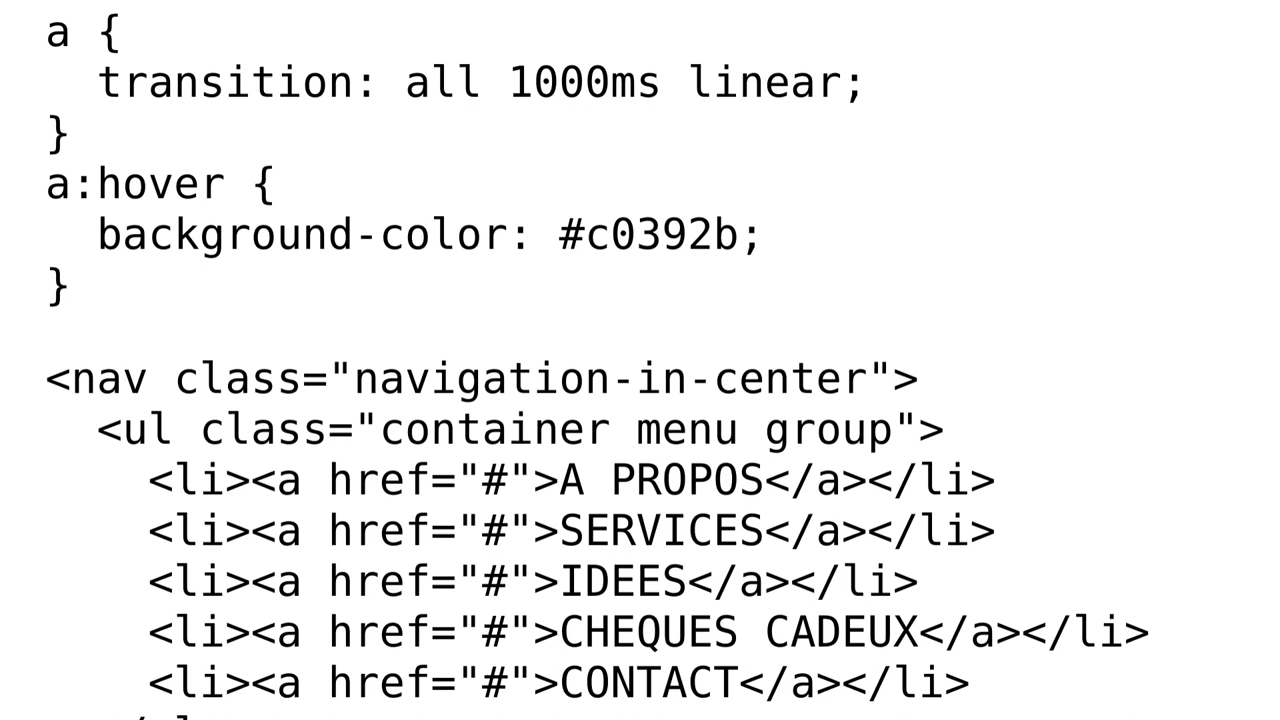 a {
  transition: all 1000ms linear;
}
a:hover {
  background-color: #c0392b;
}

<nav class="navigation-in-center">
  <ul class="container menu group">
    <li><a href="#">A PROPOS</a></li>
    <li><a href="#">SERVICES</a></li>
    <li><a href="#">IDEES</a></li>
    <li><a href="#">CHEQUES CADEUX</a></li>
    <li><a href="#">CONTACT</a></li>